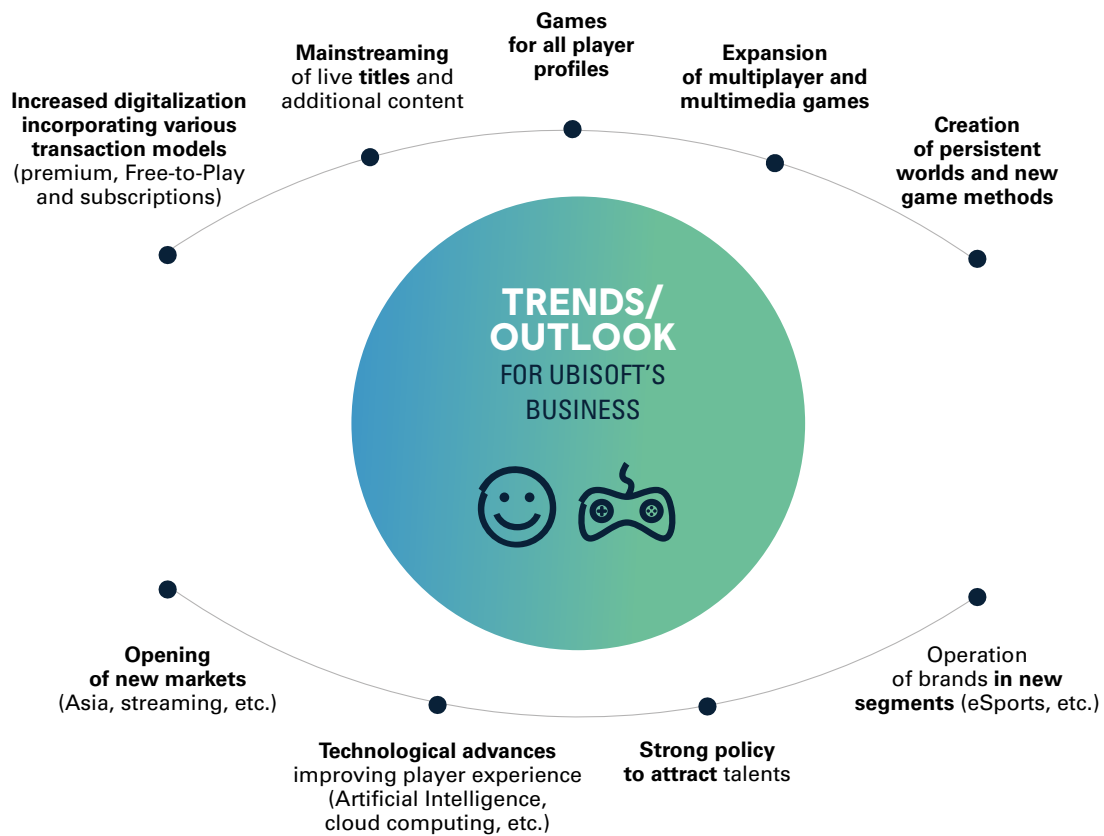 Games
for all player
profiles
Mainstreaming
of live titles and
additional content
Expansion
of multiplayer and
multimedia games
Increased digitalization
incorporating various
transaction models
(premium, Free-to-Play
and subscriptions)
Creation
of persistent
worlds and new
game methods
TRENDS/
OUTLOOK
FOR UBISOFT'S
BUSINESS
Opening
of new markets
(Asia, streaming, etc.)
Operation
of brands in new
segments (eSports, etc.)
Technological advances
improving player experience
(Artificial Intelligence,
cloud computing, etc.)
Strong policy
to attract talents